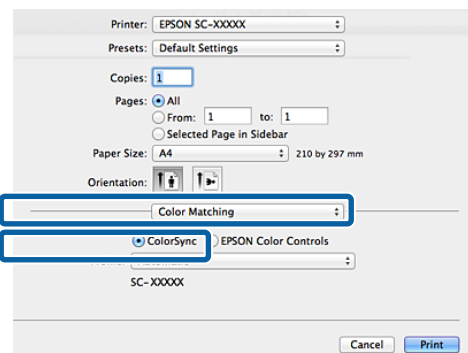 Printer: EPSON SC-XXXXX
Presets: Default Settings
Copies: 1
Pages: All
From: 1 to: 1
Selected Page in Sidebar
Paper Size: A4 210 by 297 mm
Orientation:
Color Matching
ColorSync EPSON Color Controls
SC-XXXXX
Cancel Print